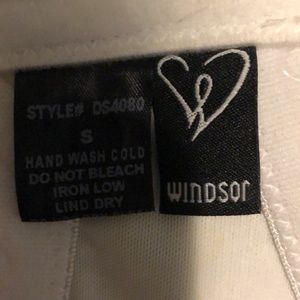 STYLE# DS4080
S
HAND WASH COLD
DO NOT BLEACH
IRON LOW
LIND DRY
WINDSOR